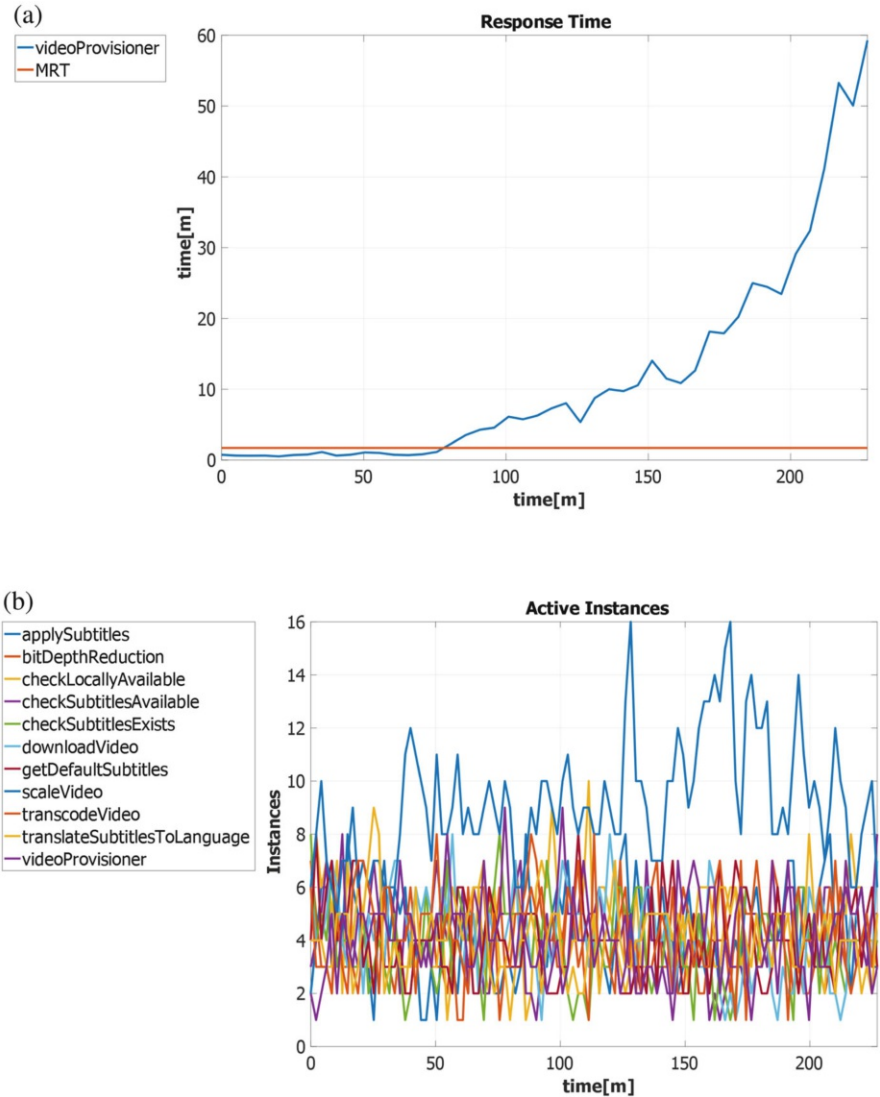 (a)
Response Time
videoProvisioner
MRT
60
50
40
30
20
10
0
time[m]
0 50 100 150 200
time[m]
(b)
Active Instances
applySubtitles
bitDepthReduction
checkLocallyAvailable
checkSubtitlesAvailable
checkSubtitlesExists
downloadVideo
getDefaultSubtitles
scaleVideo
transcodeVideo
translateSubtitlesToLanguage
videoProvisioner
16
14
12
10
8
6
4
2
0
Instances
0 50 100 150 200
time[m]